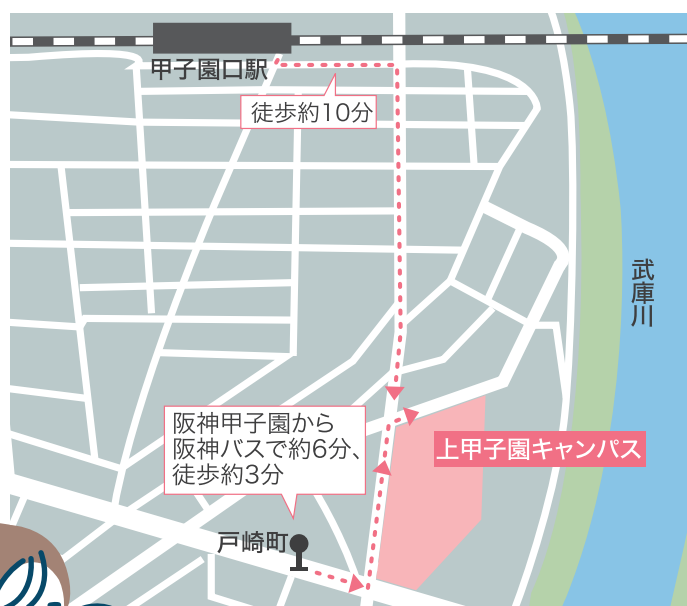 甲子園口駅
徒歩約10分
武庫川
阪神甲子園から
阪神バスで約6分、
徒歩約3分
上甲子園キャンパス
戸崎町